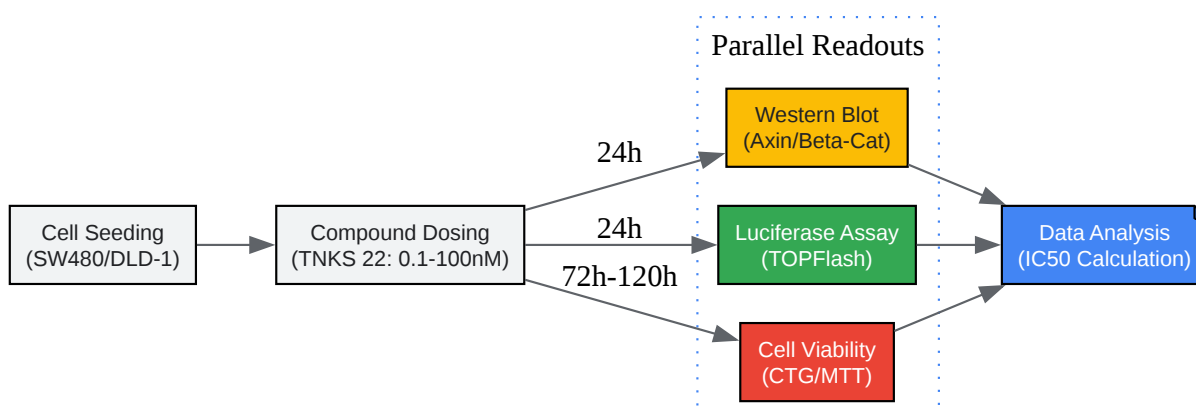 Parallel Readouts
Western Blot
(Axin/Beta-Cat)
24h
Cell Seeding
(SW480/DLD-1)
Compound Dosing
(TNKS 22: 0.1-100nM)
24h
Luciferase Assay
(TOPFlash)
Data Analysis
(IC50 Calculation)
72h-120h
Cell Viability
(CTG/MTT)